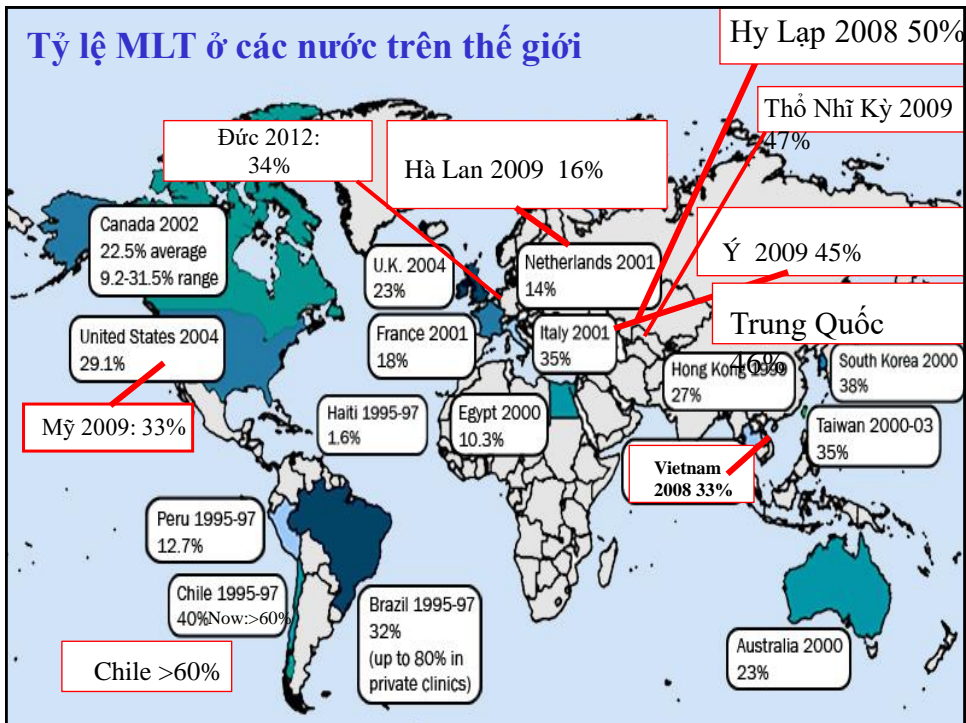 Tỷ lệ MLT ở các nước trên thế giới
Hy Lạp 2008 50%
Thổ Nhĩ Kỳ 2009
47%
Đức 2012:
34%
Hà Lan 2009 16%
Ý 2009 45%
Trung Quốc
46%
Canada 2002
22.5% average
9.2-31.5% range
U.K. 2004
23%
Netherlands 2001
14%
United States 2004
29.1%
France 2001
18%
Italy 2001
35%
Hong Kong 1999
27%
South Korea 2000
38%
Mỹ 2009: 33%
Haiti 1995-97
1.6%
Egypt 2000
10.3%
Taiwan 2000-03
35%
Vietnam
2008 33%
Peru 1995-97
12.7%
Chile 1995-97
40%Now:>60%
Chile >60%
Brazil 1995-97
32%
(up to 80% in
private clinics)
Australia 2000
23%